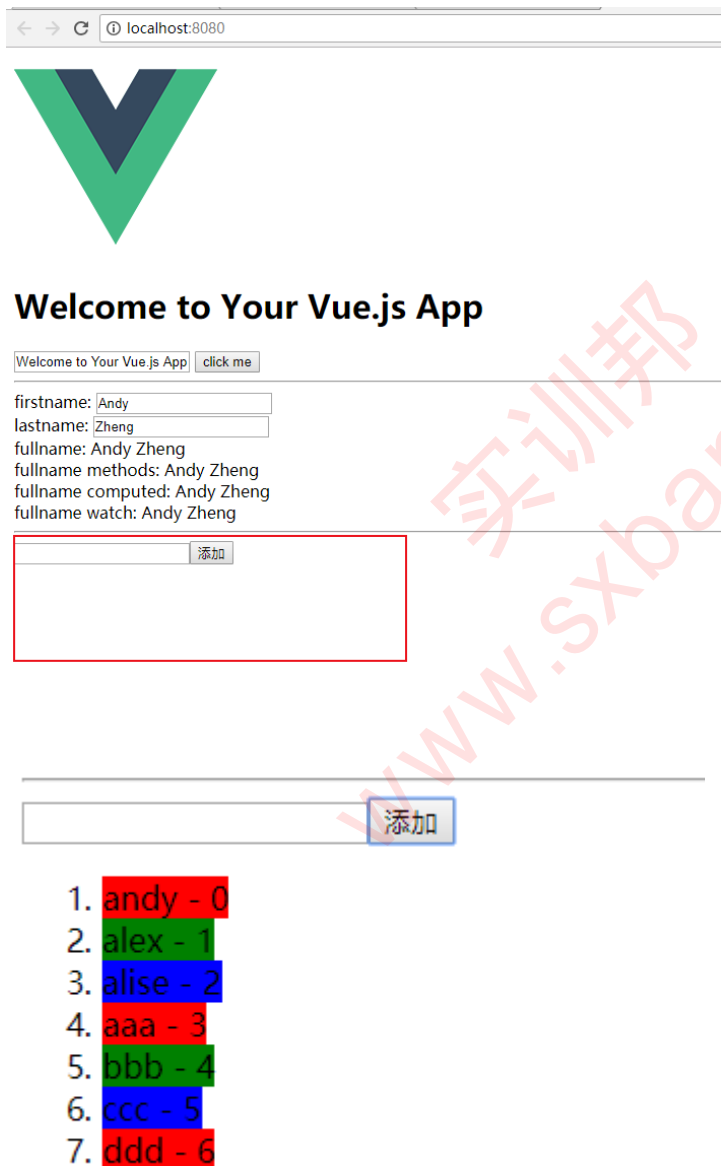 localhost:8080
Welcome to Your Vue.js App
Welcome to Your Vue.js App click me
firstname: Andy
lastname: Zheng
fullname: Andy Zheng
fullname methods: Andy Zheng
fullname computed: Andy Zheng
fullname watch: Andy Zheng
添加
添加
1. andy - 0
2. alex - 1
3. alise - 2
4. aaa - 3
5. bbb - 4
6. ccc - 5
7. ddd - 6
实训邦
www.sxba